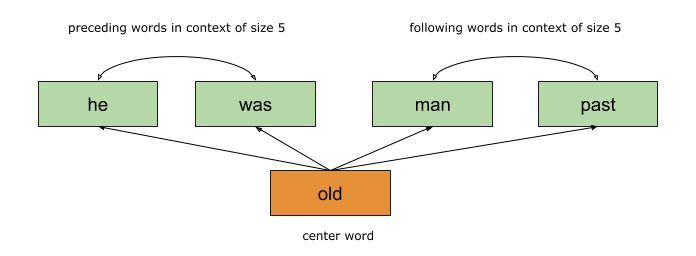 preceding words in context of size 5
following words in context of size 5
he
was
man
past
old
center word